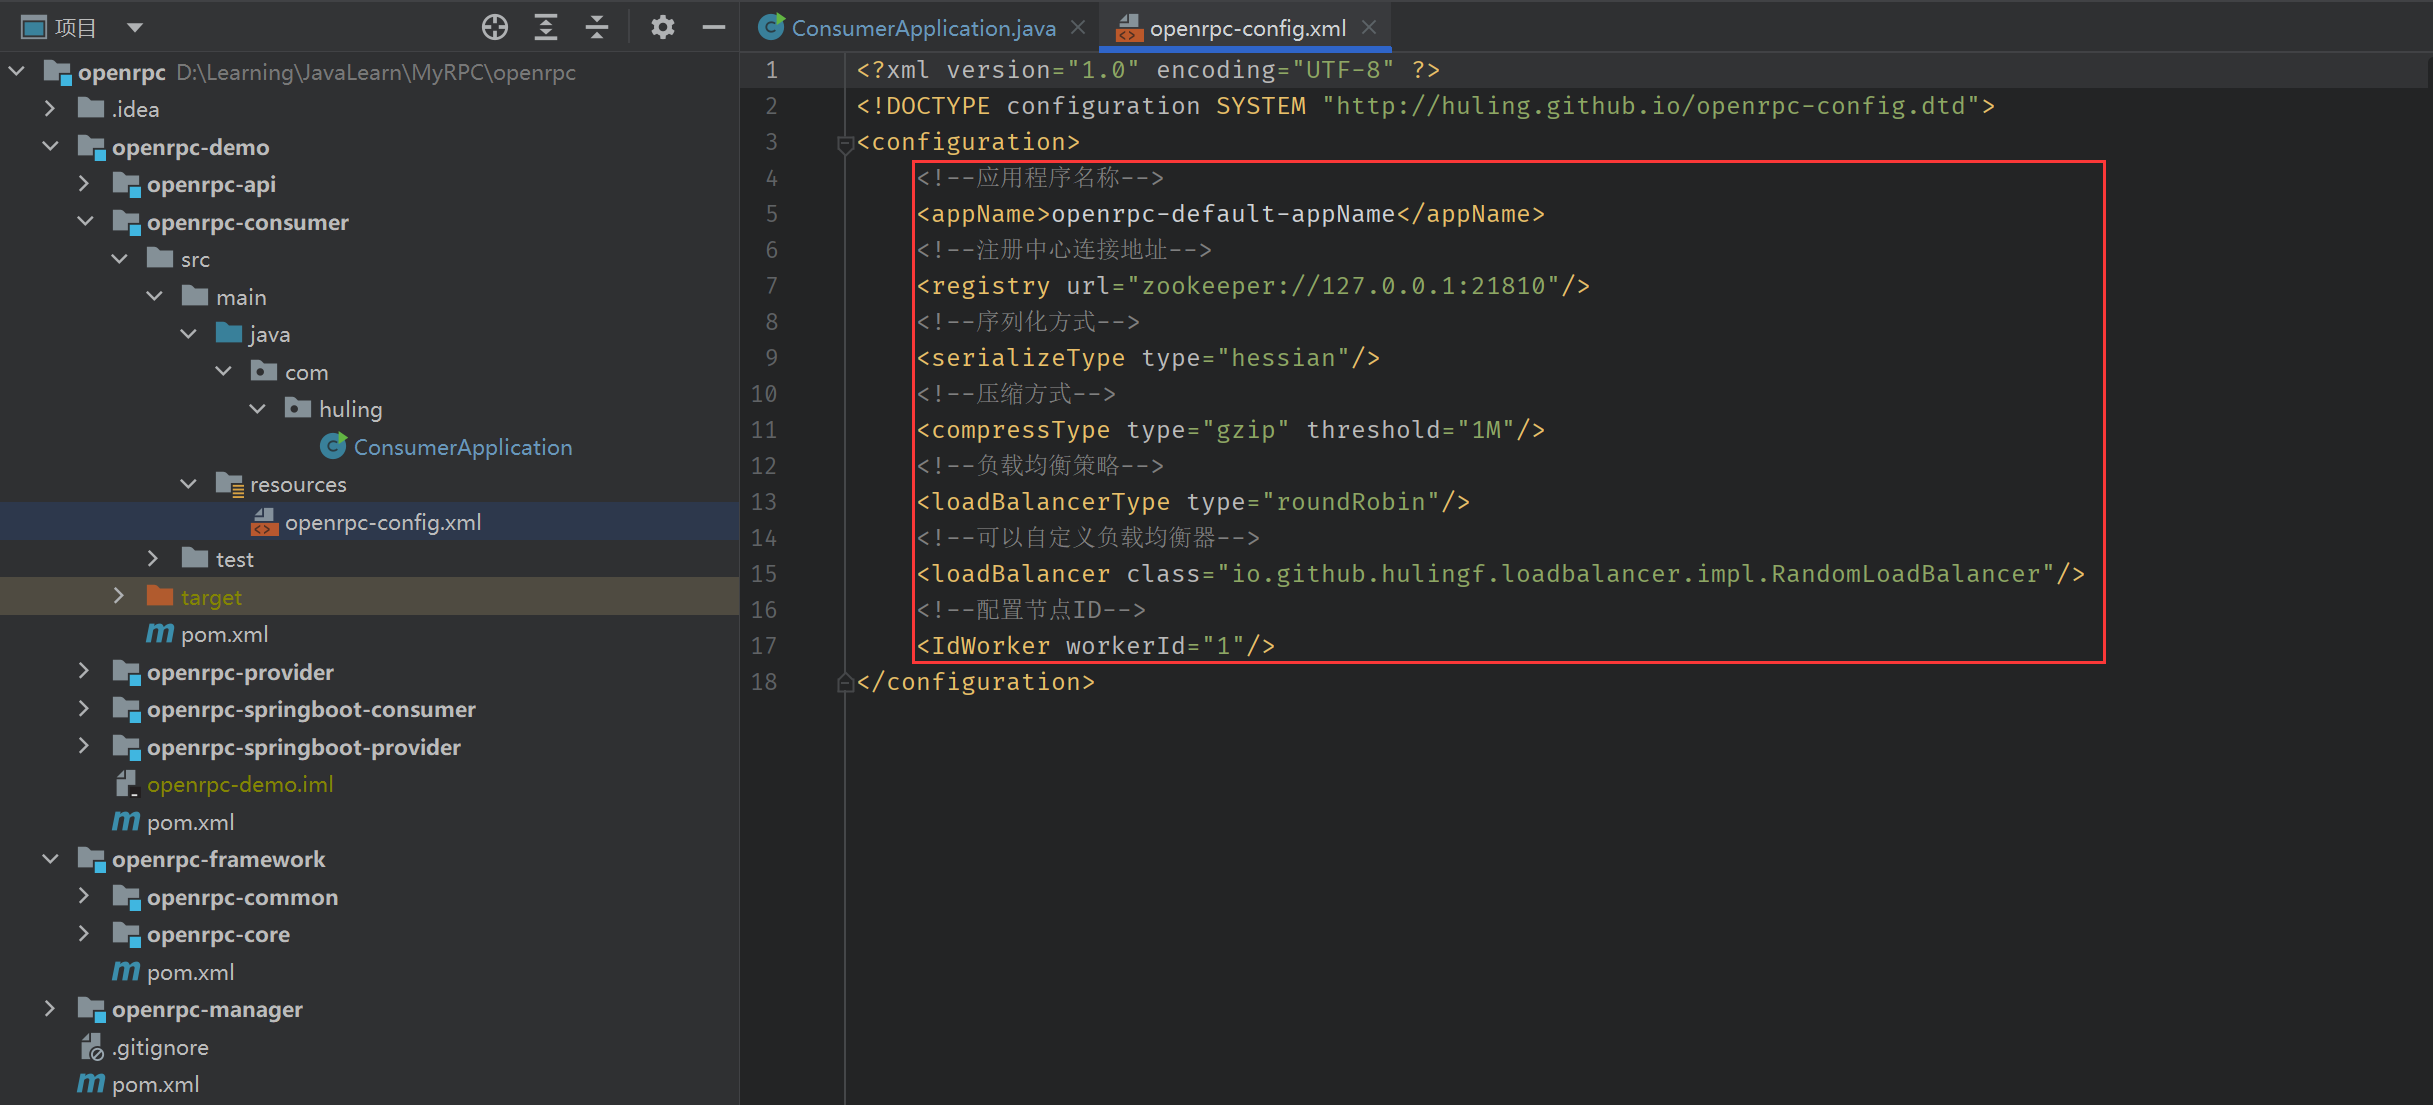 项目
openrpc D:\Learning\JavaLearn\MyRPC\openrpc
.idea
openrpc-demo
openrpc-api
openrpc-consumer
src
main
java
com
huling
ConsumerApplication
resources
openrpc-config.xml
test
target
pom.xml
openrpc-provider
openrpc-springboot-consumer
openrpc-springboot-provider
openrpc-demo.iml
pom.xml
openrpc-framework
openrpc-common
openrpc-core
pom.xml
openrpc-manager
.gitignore
pom.xml
ConsumerApplication.java
openrpc-config.xml
1 <?xml version="1.0" encoding="UTF-8" ?>
2 <!DOCTYPE configuration SYSTEM "http://huling.github.io/openrpc-config.dtd">
3 <configuration>
4 <!--应用程序名称-->
5 <appName>openrpc-default-appName</appName>
6 <!--注册中心连接地址-->
7 <registry url="zookeeper://127.0.0.1:21810"/>
8 <!--序列化方式-->
9 <serializeType type="hessian"/>
10 <!--压缩方式-->
11 <compressType type="gzip" threshold="1M"/>
12 <!--负载均衡策略-->
13 <loadBalancerType type="roundRobin"/>
14 <!--可以自定义负载均衡器-->
15 <loadBalancer class="io.github.hulingf.loadbalancer.impl.RandomLoadBalancer"/>
16 <!--配置节点ID-->
17 <IdWorker workerId="1"/>
18 </configuration>